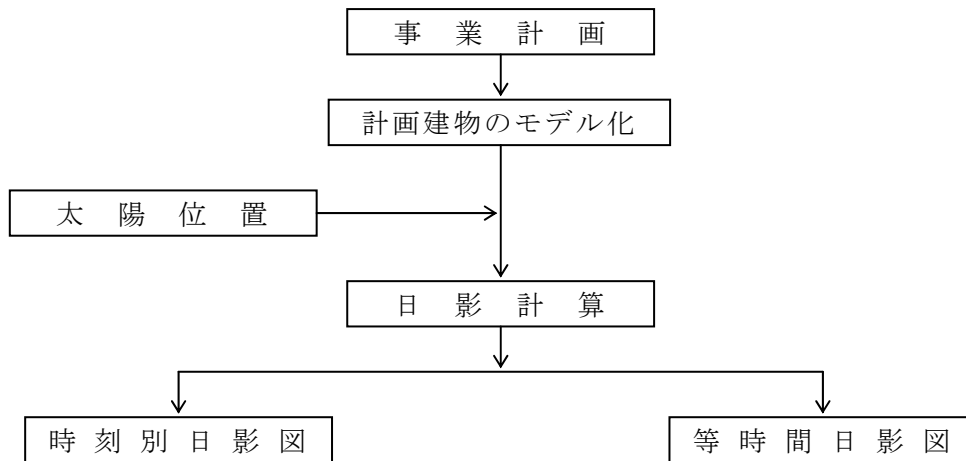 事業計画
計画建物のモデル化
太陽位置
日影計算
時刻別日影図
等時間日影図